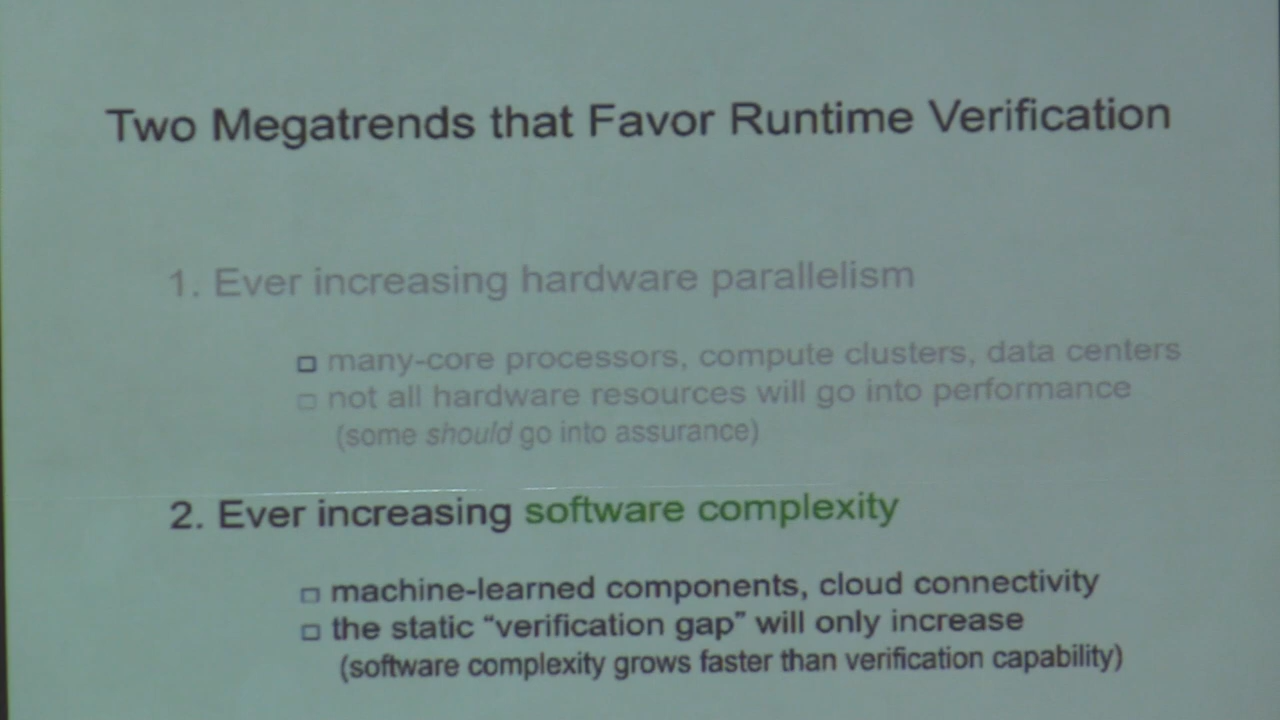 Two Megatrends that Favor Runtime Verification
1. Ever increasing hardware parallelism
many-core processors, compute clusters, data centers
not all hardware resources will go into performance
(some should go into assurance)
2. Ever increasing software complexity
machine-learned components, cloud connectivity
the static “verification gap” will only increase
(software complexity grows faster than verification capability)